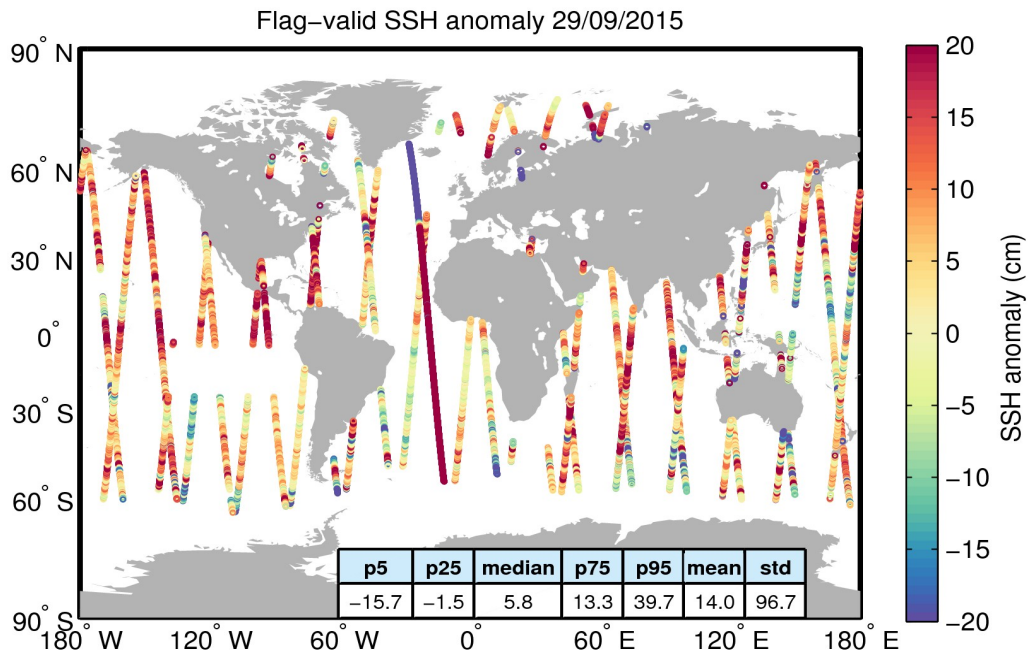 Flag−valid SSH anomaly 29/09/2015
90° N
60° N
30° N
0°
30° S
60° S
90° S
180° W
120° W
60° W
0°
60° E
120° E
180° E
p5 p25 median p75 p95 mean std
−15.7 −1.5 5.8 13.3 39.7 14.0 96.7
20
15
10
5
0
−5
−10
−15
−20
SSH anomaly (cm)